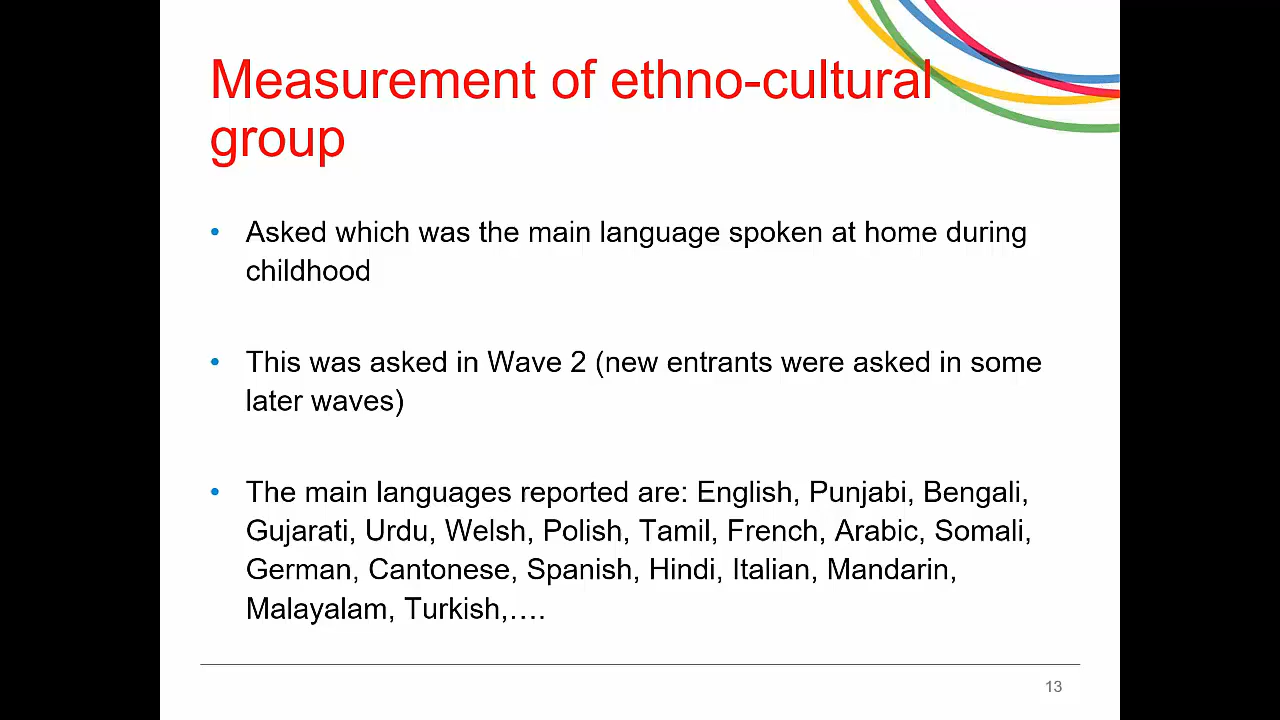 Measurement of ethno-cultural
group
• Asked which was the main language spoken at home during
childhood
• This was asked in Wave 2 (new entrants were asked in some
later waves)
• The main languages reported are: English, Punjabi, Bengali,
Gujarati, Urdu, Welsh, Polish, Tamil, French, Arabic, Somali,
German, Cantonese, Spanish, Hindi, Italian, Mandarin,
Malayalam, Turkish,….
13